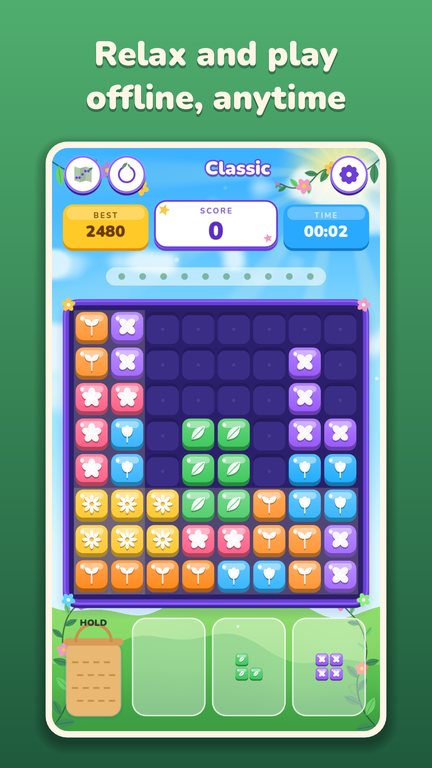 Relax and play
offline, anytime
Classic
BEST
2480
SCORE
0
TIME
00:02
HOLD